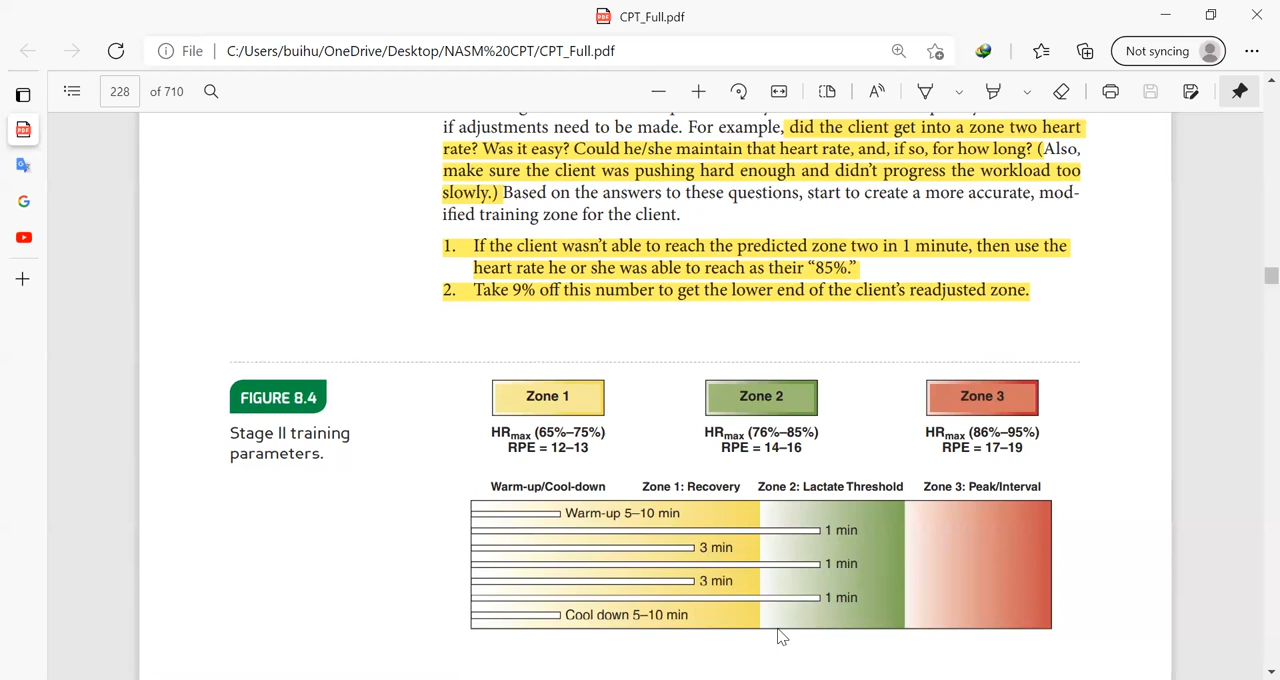 CPT_Full.pdf
File
C:/Users/buihu/OneDrive/Desktop/NASM%20CPT/CPT_Full.pdf
Not syncing
228 of 710
if adjustments need to be made. For example, did the client get into a zone two heart
rate? Was it easy? Could he/she maintain that heart rate, and, if so, for how long? (Also,
make sure the client was pushing hard enough and didn't progress the workload too
slowly.) Based on the answers to these questions, start to create a more accurate, mod-
ified training zone for the client.
1. If the client wasn't able to reach the predicted zone two in 1 minute, then use the
heart rate he or she was able to reach as their “85%.”
2. Take 9% off this number to get the lower end of the client's readjusted zone.
FIGURE 8.4
Stage II training
parameters.
Zone 1 Zone 2 Zone 3
HRmax (65%–75%) HRmax (76%–85%) HRmax (86%–95%)
RPE = 12–13 RPE = 14–16 RPE = 17–19
Warm-up/Cool-down Zone 1: Recovery Zone 2: Lactate Threshold Zone 3: Peak/Interval
Warm-up 5–10 min
1 min
3 min
1 min
3 min
1 min
Cool down 5–10 min